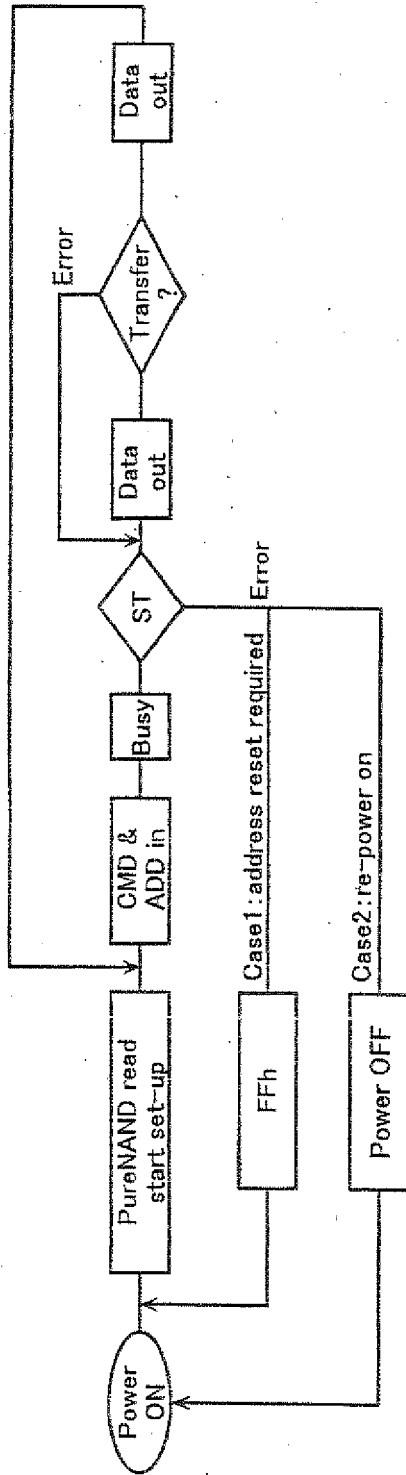 Power
ON
PureNAND read
start set-up
CMD &
ADD in
Busy
ST
Data
out
Transfer
?
Error
Data
out
Error
Case1:address reset required
FFh
Case2:re-power on
Power OFF